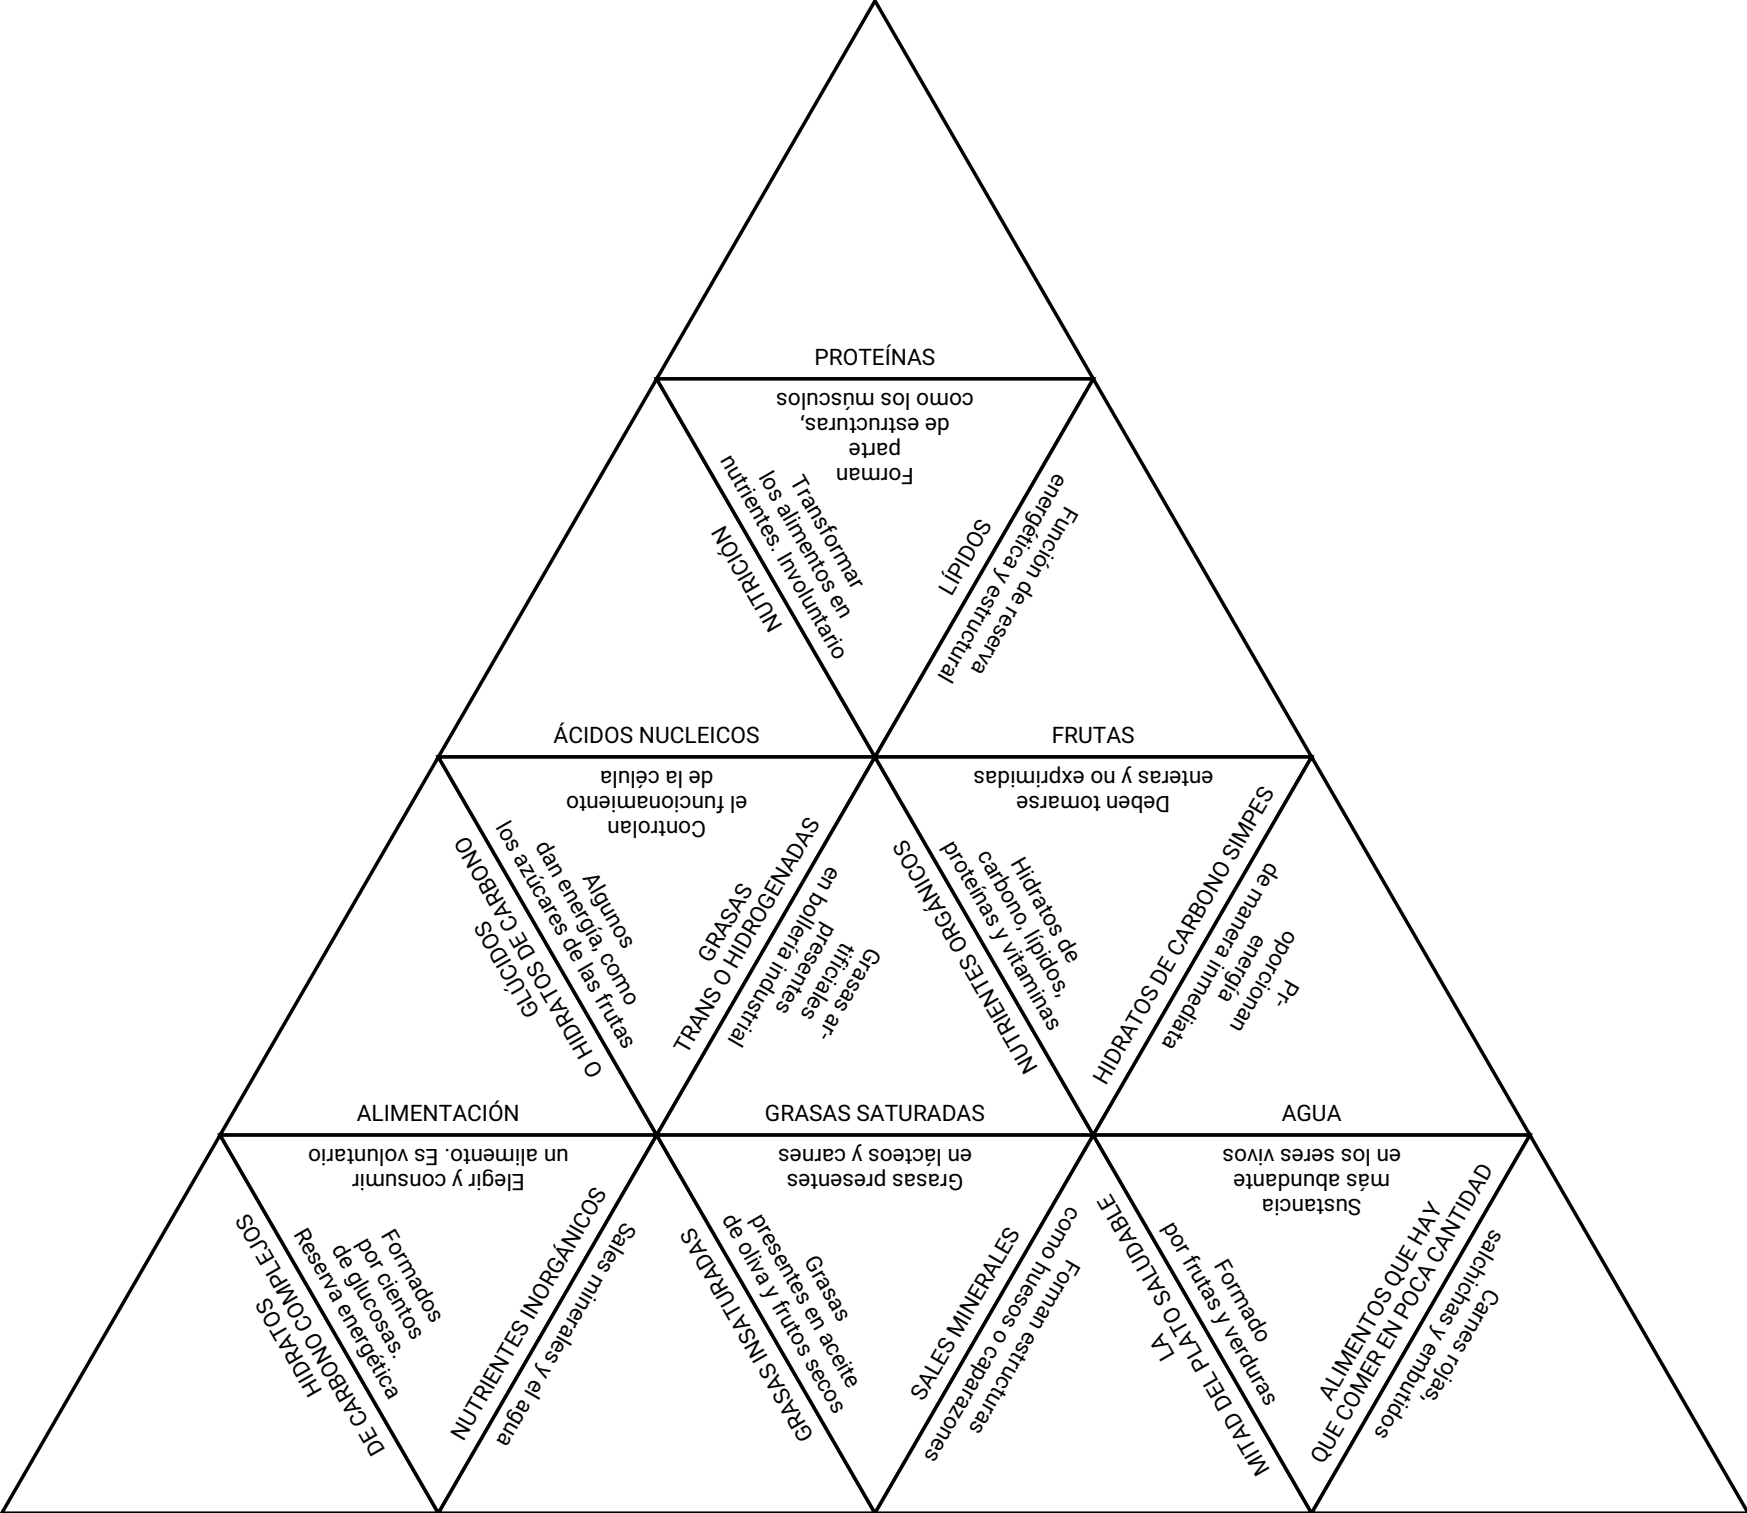 PROTEÍNAS
Forman
parte
de estructuras,
como los músculos
Transformar
los alimentos en
nutrientes. Involuntario
NUTRICIÓN
LÍPIDOS
Función de reserva
energética y estructural
ÁCIDOS NUCLEICOS
Controlan
el funcionamiento
de la célula
FRUTAS
Deben tomarse
enteras y no exprimidas
GLÚCIDOS
O HIDRATOS DE CARBONO
Algunos
dan energía, como
los azúcares de las frutas
GRASAS
TRANS O HIDROGENADAS
Grasas ar-
tificiales
presentes
en bollería industrial
NUTRIENTES ORGÁNICOS
Hidratos de
carbono, lípidos,
proteínas y vitaminas
HIDRATOS DE CARBONO SIMPES
Pr-
oporcionan
energía
de manera inmediata
ALIMENTACIÓN
Elegir y consumir
un alimento. Es voluntario
GRASAS SATURADAS
Grasas presentes
en lácteos y carnes
AGUA
Sustancia
más abundante
en los seres vivos
HIDRATOS
DE CARBONO COMPLEJOS
Formados
por cientos
de glucosas.
Reserva energética
NUTRIENTES INORGÁNICOS
Sales minerales y el agua
GRASAS INSATURADAS
Grasas
presentes en aceite
de oliva y frutos secos
SALES MINERALES
Forman estructuras
como huesos o caparazones
LA
MITAD DEL PLATO SALUDABLE
Formado
por frutas y verduras
ALIMENTOS QUE HAY
QUE COMER EN POCA CANTIDAD
Carnes rojas,
salchichas y embutidos